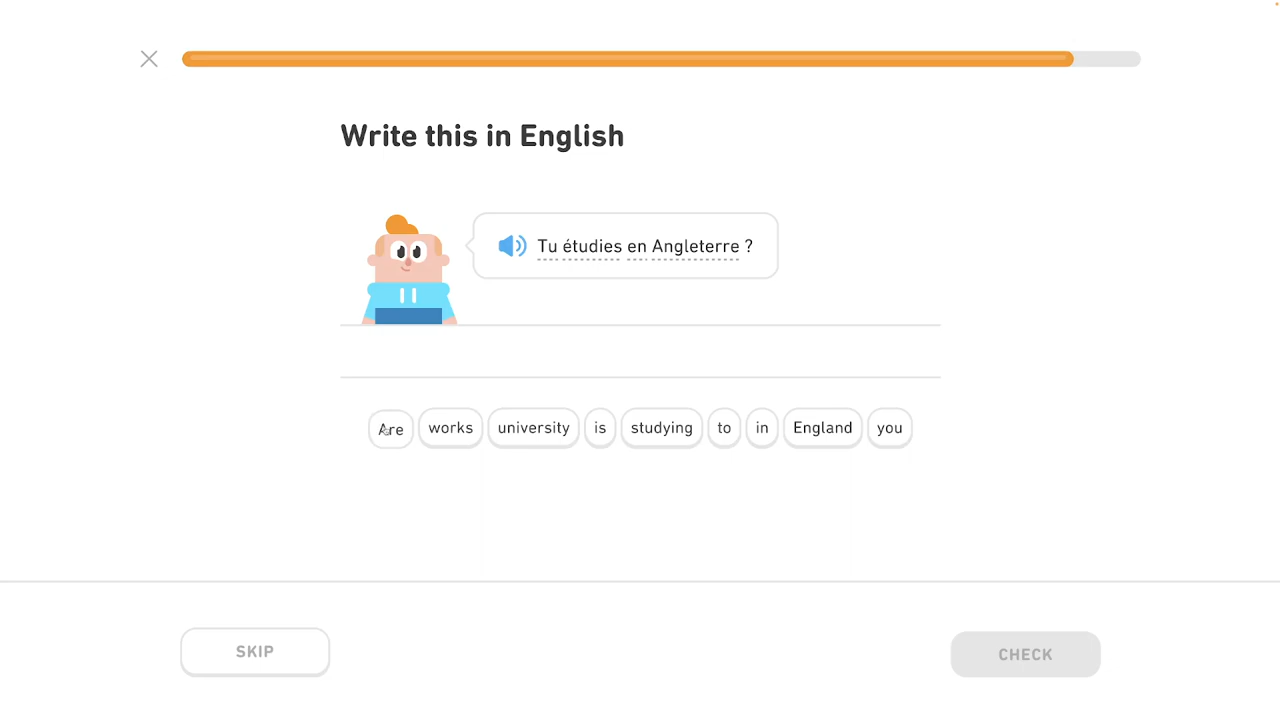 Write this in English
Tu étudies en Angleterre ?
Are works university is studying to in England you
SKIP CHECK